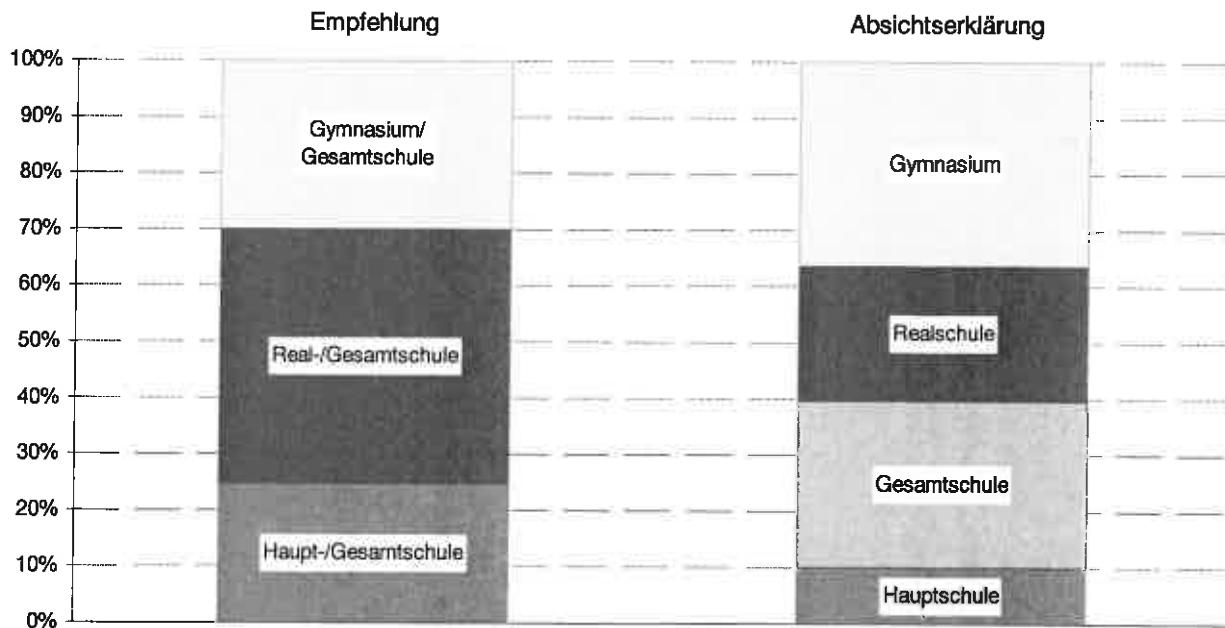 Empfehlung
Absichtserklärung
100%
90%
80%
70%
60%
50%
40%
30%
20%
10%
0%
Gymnasium/
Gesamtschule
Real-/Gesamtschule
Haupt-/Gesamtschule
Gymnasium
Realschule
Gesamtschule
Hauptschule